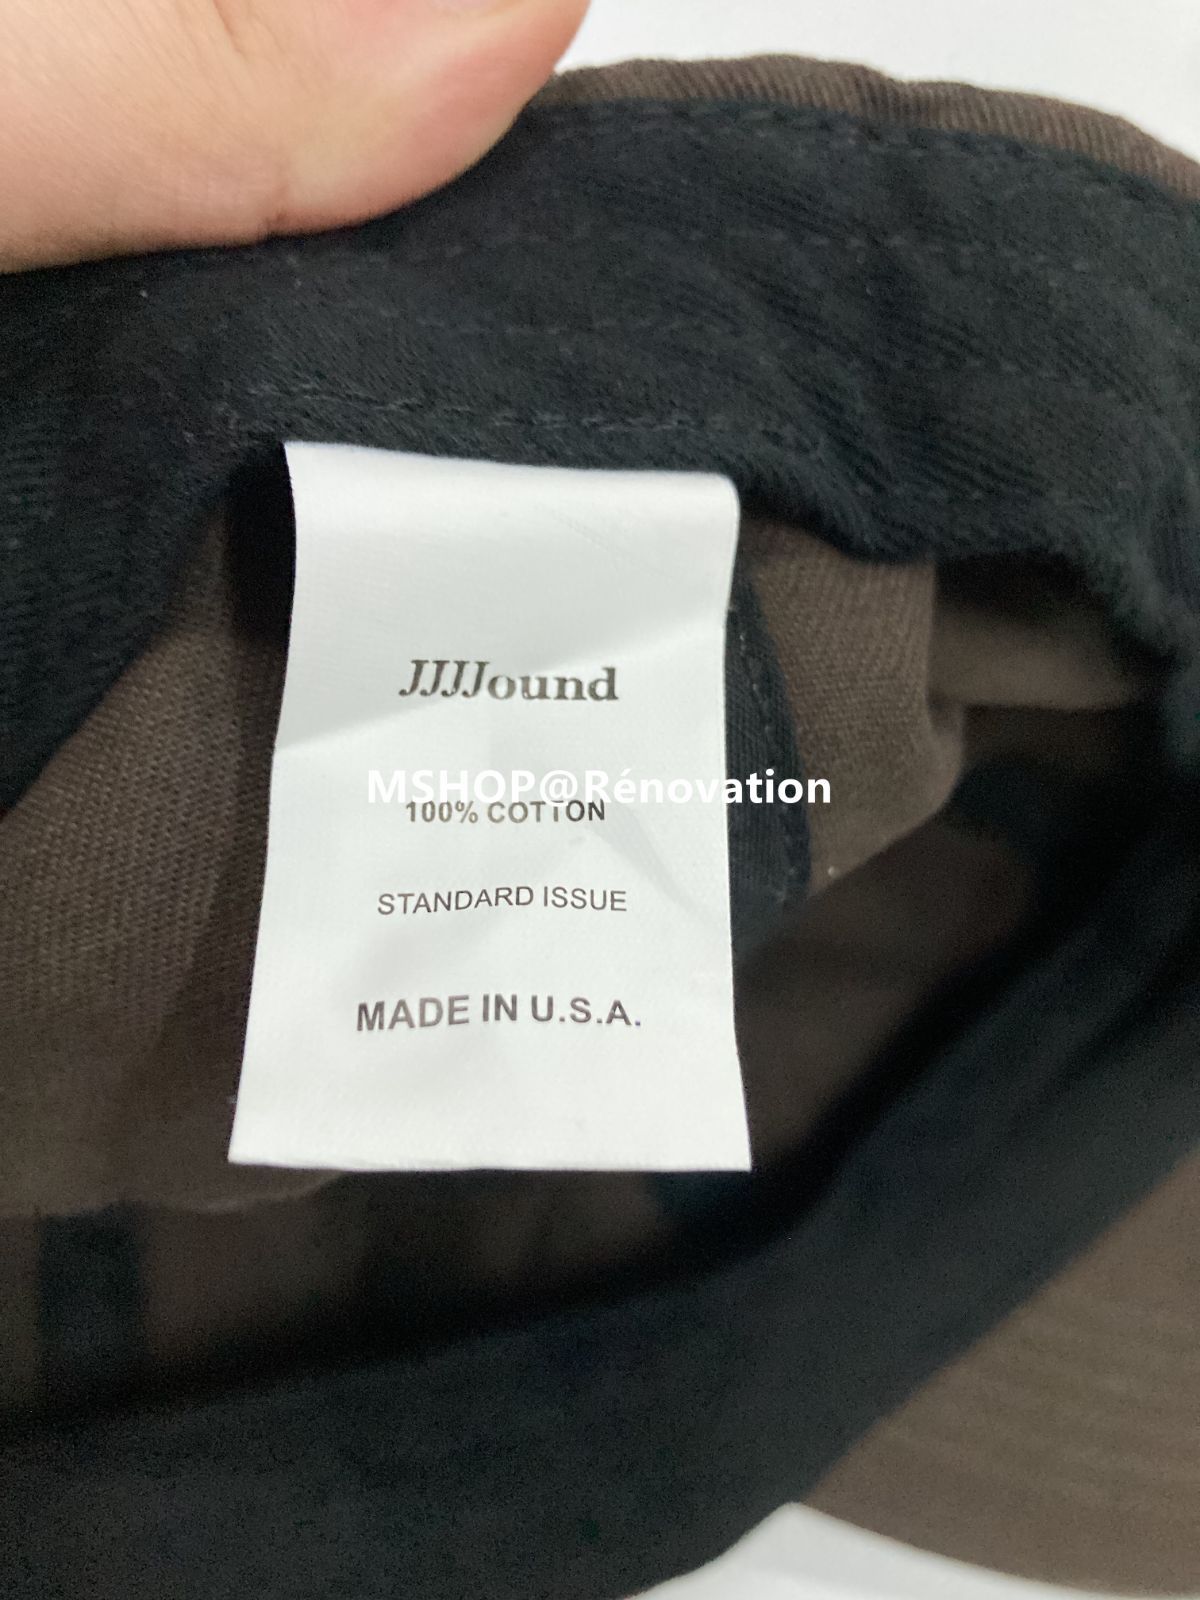 JJJJound
MSHOP@Rénovation
100% COTTON
STANDARD ISSUE
MADE IN U.S.A.